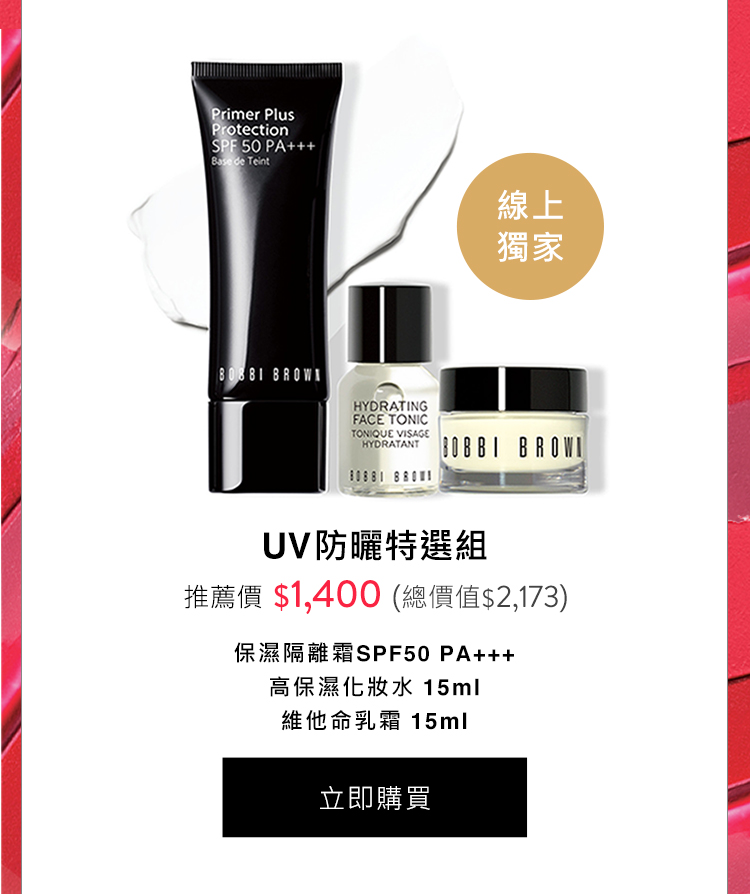 Primer Plus
Protection
SPF 50 PA+++
Base de Teint
BOBBI BROWN
線上
獨家
HYDRATING
FACE TONIC
TONIQUE VISAGE
HYDRATANT
BOBBI BROWN
BOBBI BROWN
UV防曬特選組
推薦價 $1,400 (總價值$2,173)
保濕隔離霜SPF50 PA+++
高保濕化妝水 15ml
維他命乳霜 15ml
立即購買